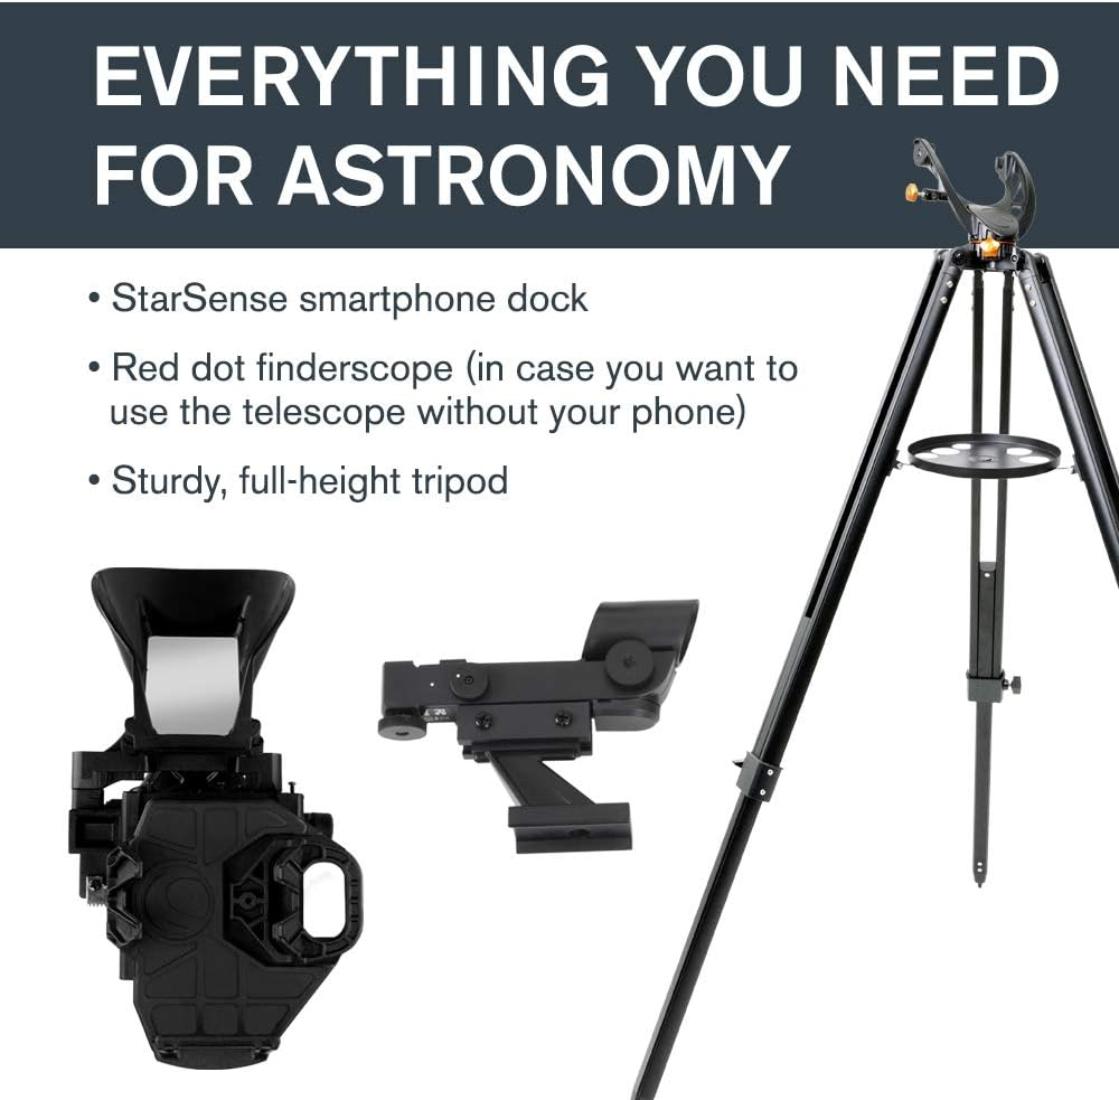 EVERYTHING YOU NEED
FOR ASTRONOMY
• StarSense smartphone dock
• Red dot finderscope (in case you want to
use the telescope without your phone)
• Sturdy, full-height tripod